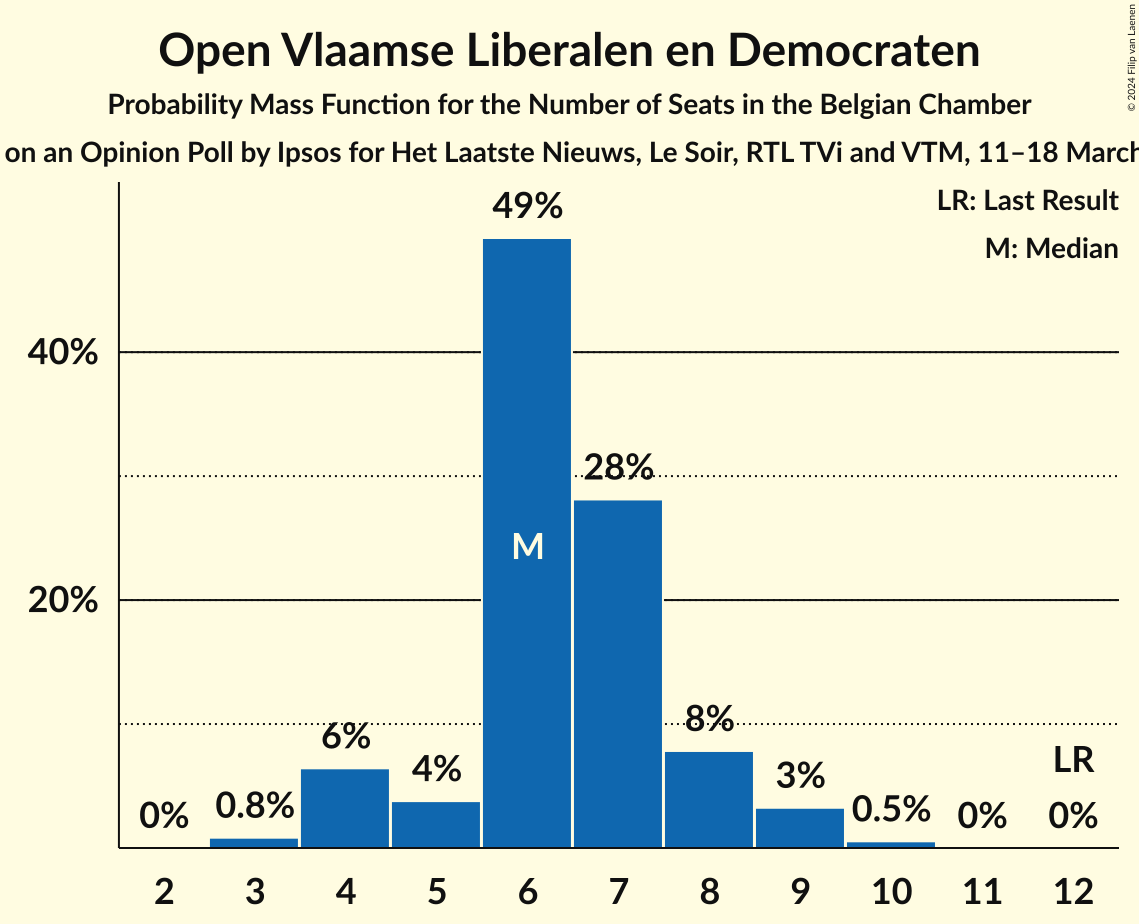 Open Vlaamse Liberalen en Democraten
Probability Mass Function for the Number of Seats in the Belgian Chamber
on an Opinion Poll by Ipsos for Het Laatste Nieuws, Le Soir, RTL TVi and VTM, 11–18 March
© 2024 Filip van Laenen
LR: Last Result
M: Median
49%
40%
28%
M
20%
8%
6%
4%
3%
LR
0%
0.8%
0.5%
0%
0%
2 3 4 5 6 7 8 9 10 11 12